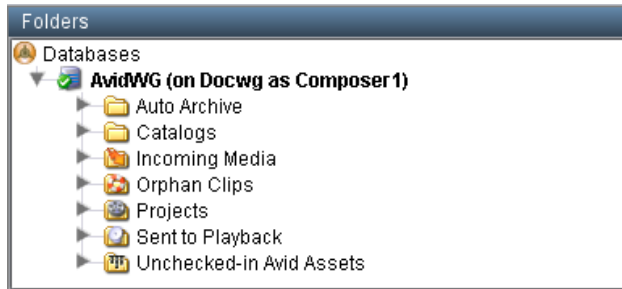 Folders
Databases
AvidWG (on Docwg as Composer1)
Auto Archive
Catalogs
Incoming Media
Orphan Clips
Projects
Sent to Playback
Unchecked-in Avid Assets